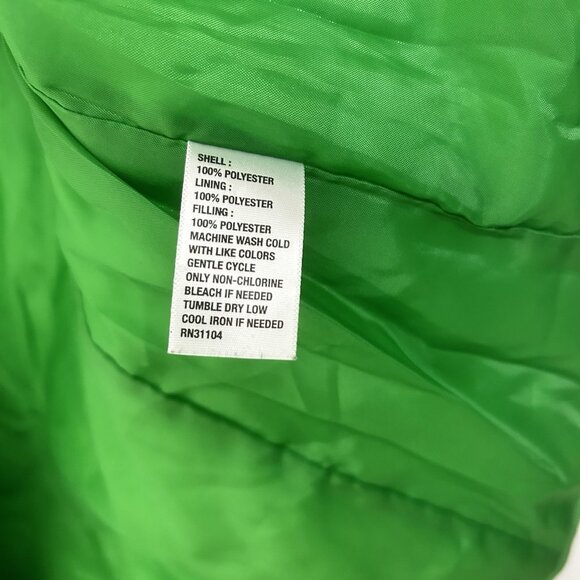 SHELL :
100% POLYESTER
LINING :
100% POLYESTER
FILLING :
100% POLYESTER
MACHINE WASH COLD
WITH LIKE COLORS
GENTLE CYCLE
ONLY NON-CHLORINE
BLEACH IF NEEDED
TUMBLE DRY LOW
COOL IRON IF NEEDED
RN31104